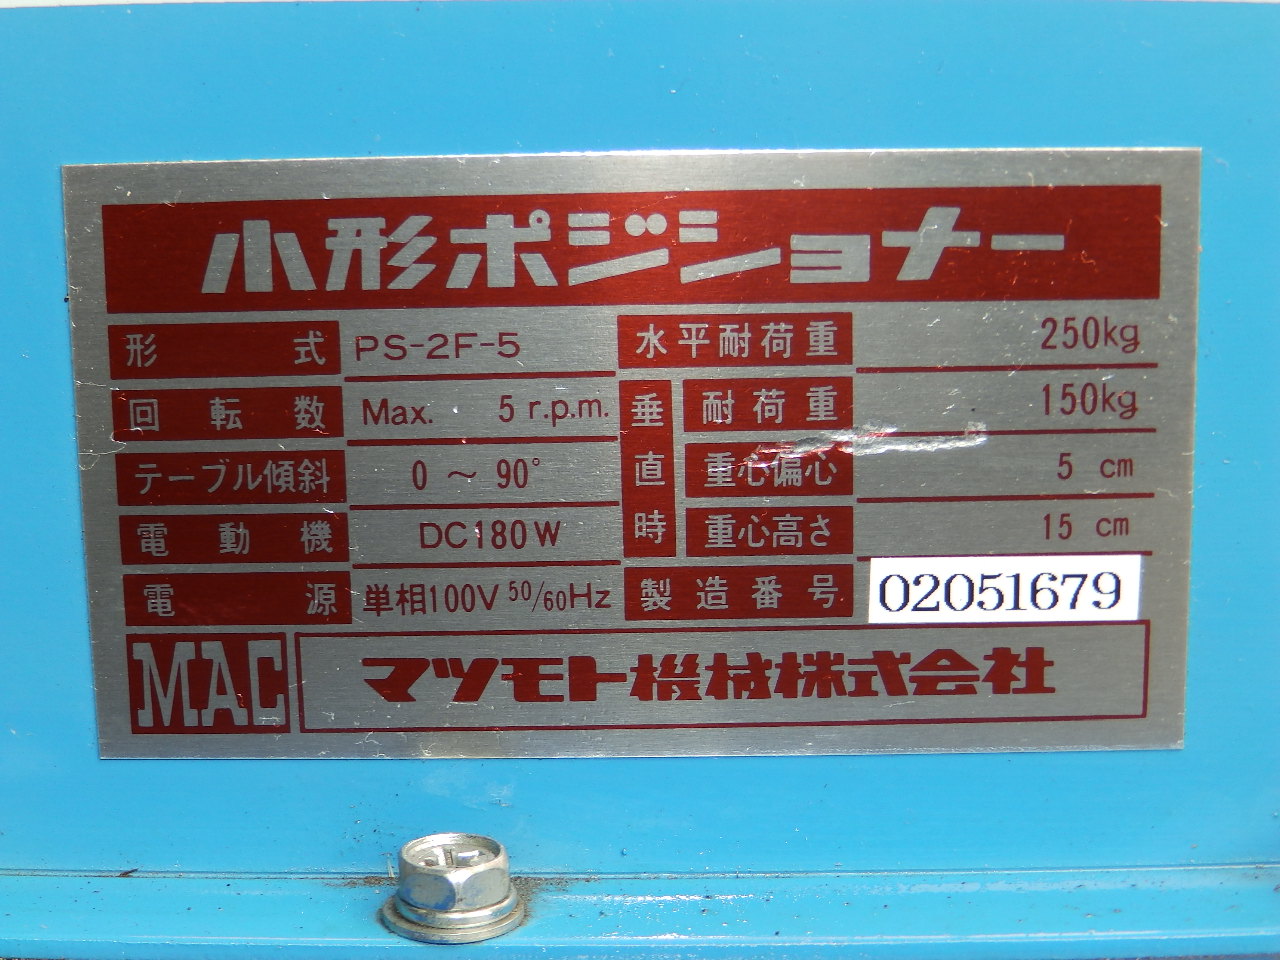 小形ポジショナー
形 式 PS-2F-5 水平耐荷重 250kg
回転数 Max. 5 r.p.m. 垂直時 耐荷重 150kg
テーブル傾斜 0 ～ 90° 重心偏心 5 cm
電動機 DC180W 重心高さ 15 cm
電 源 単相100V 50/60Hz 製造番号 02051679
MAC マツモト機械株式会社